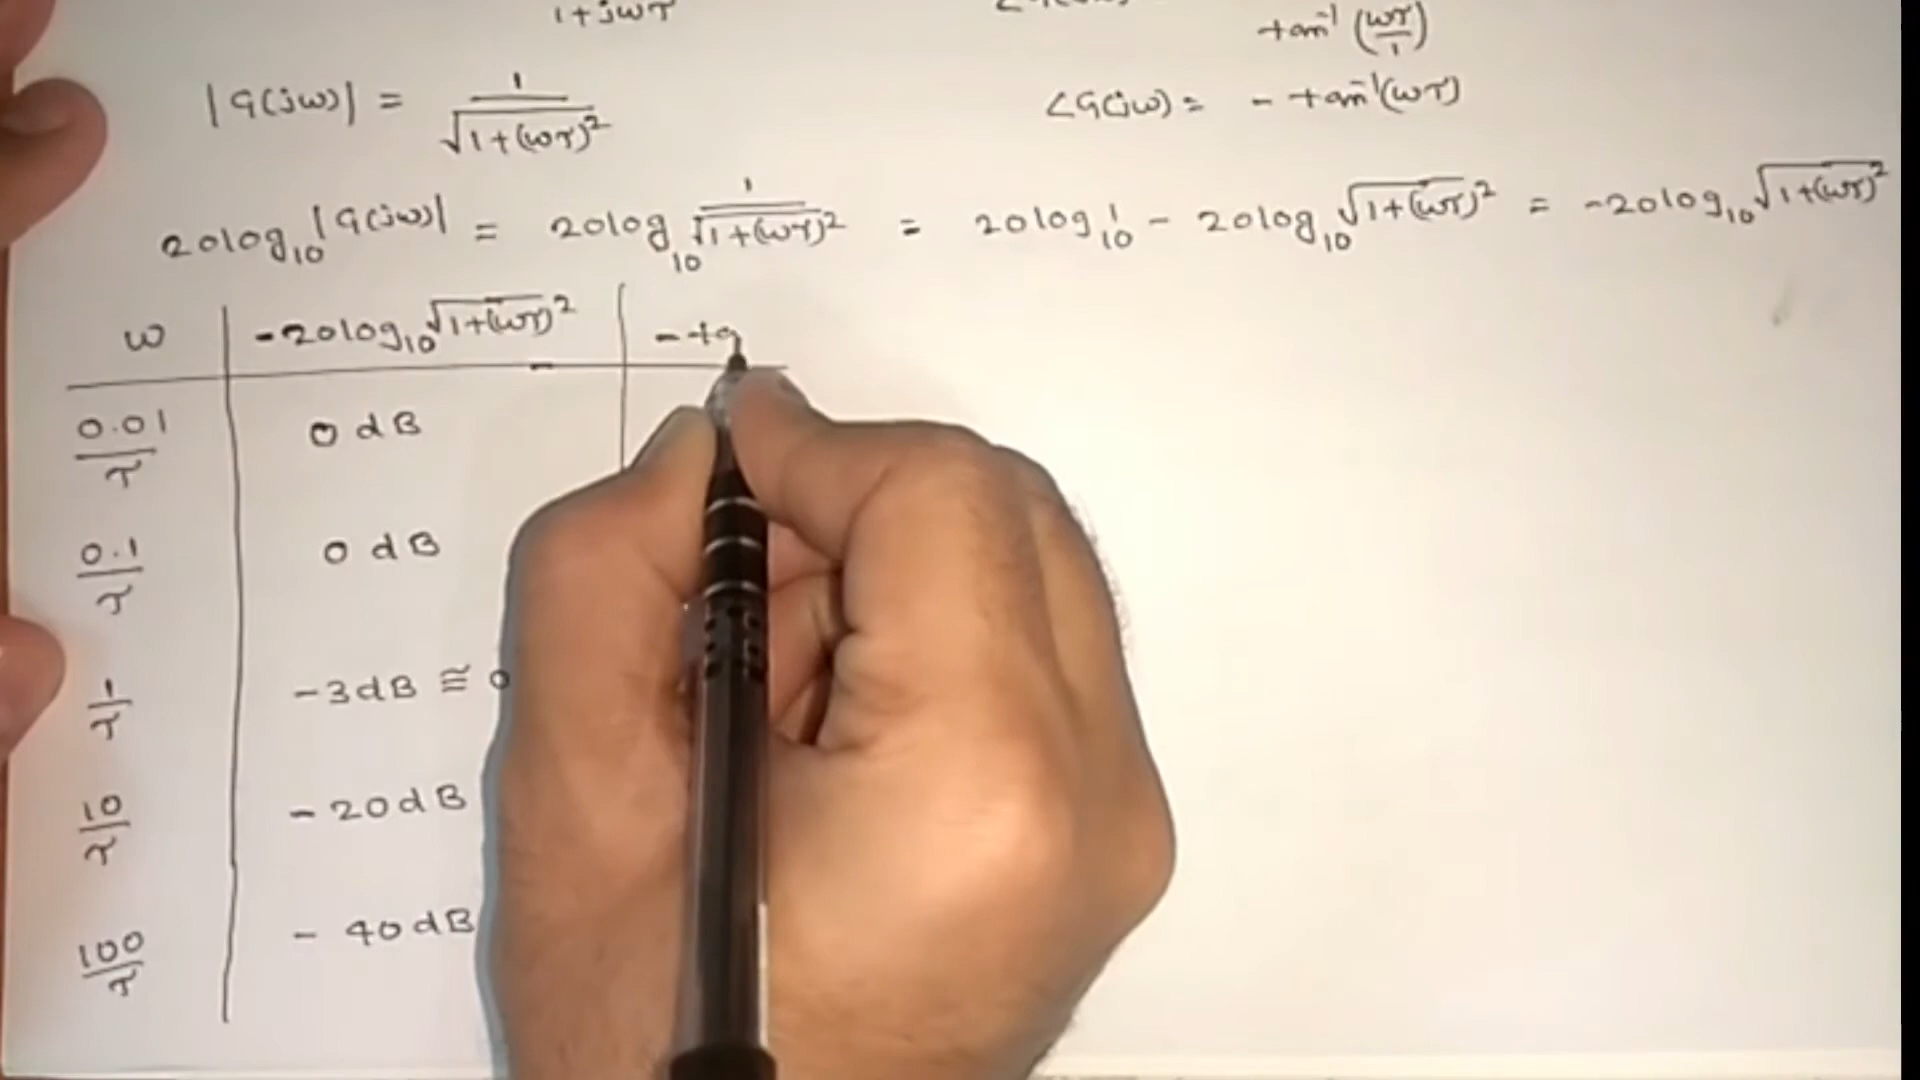 1+jωτ
tan⁻¹(ωτ/1)
|G(jω)| = 1/√1+(ωτ)²
∠G(jω) = - tan⁻¹(ωτ)
20log₁₀|G(jω)| = 20log₁₀ 1/√1+(ωτ)² = 20log₁₀1 - 20log₁₀√1+(ωτ)² = -20log₁₀√1+(ωτ)²
ω -20log₁₀√1+(ωτ)² -ta
0.01/τ 0 dB
0.1/τ 0 dB
1/τ -3dB ≅ 0
10/τ -20dB
100/τ - 40dB